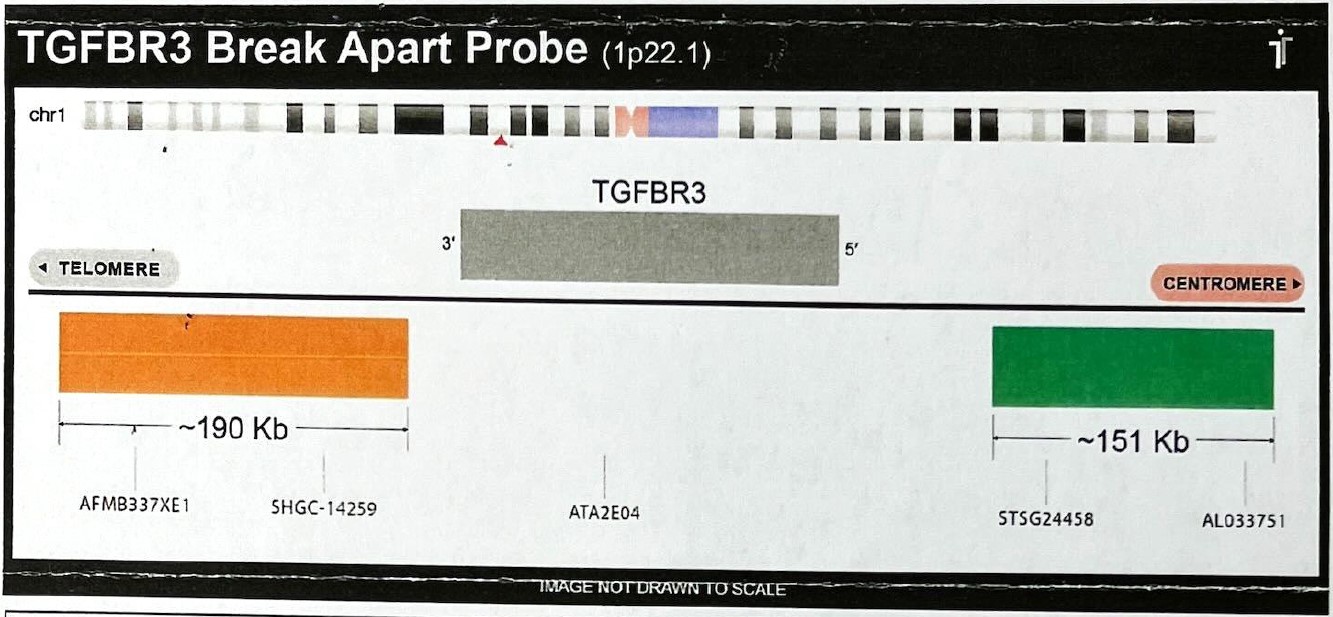 TGFBR3 Break Apart Probe (1p22.1)
chr1
TGFBR3
3' 5'
◄ TELOMERE
CENTROMERE ►
~190 Kb
~151 Kb
AFMB337XE1 SHGC-14259 ATA2E04 STSG24458 AL033751
IMAGE NOT DRAWN TO SCALE